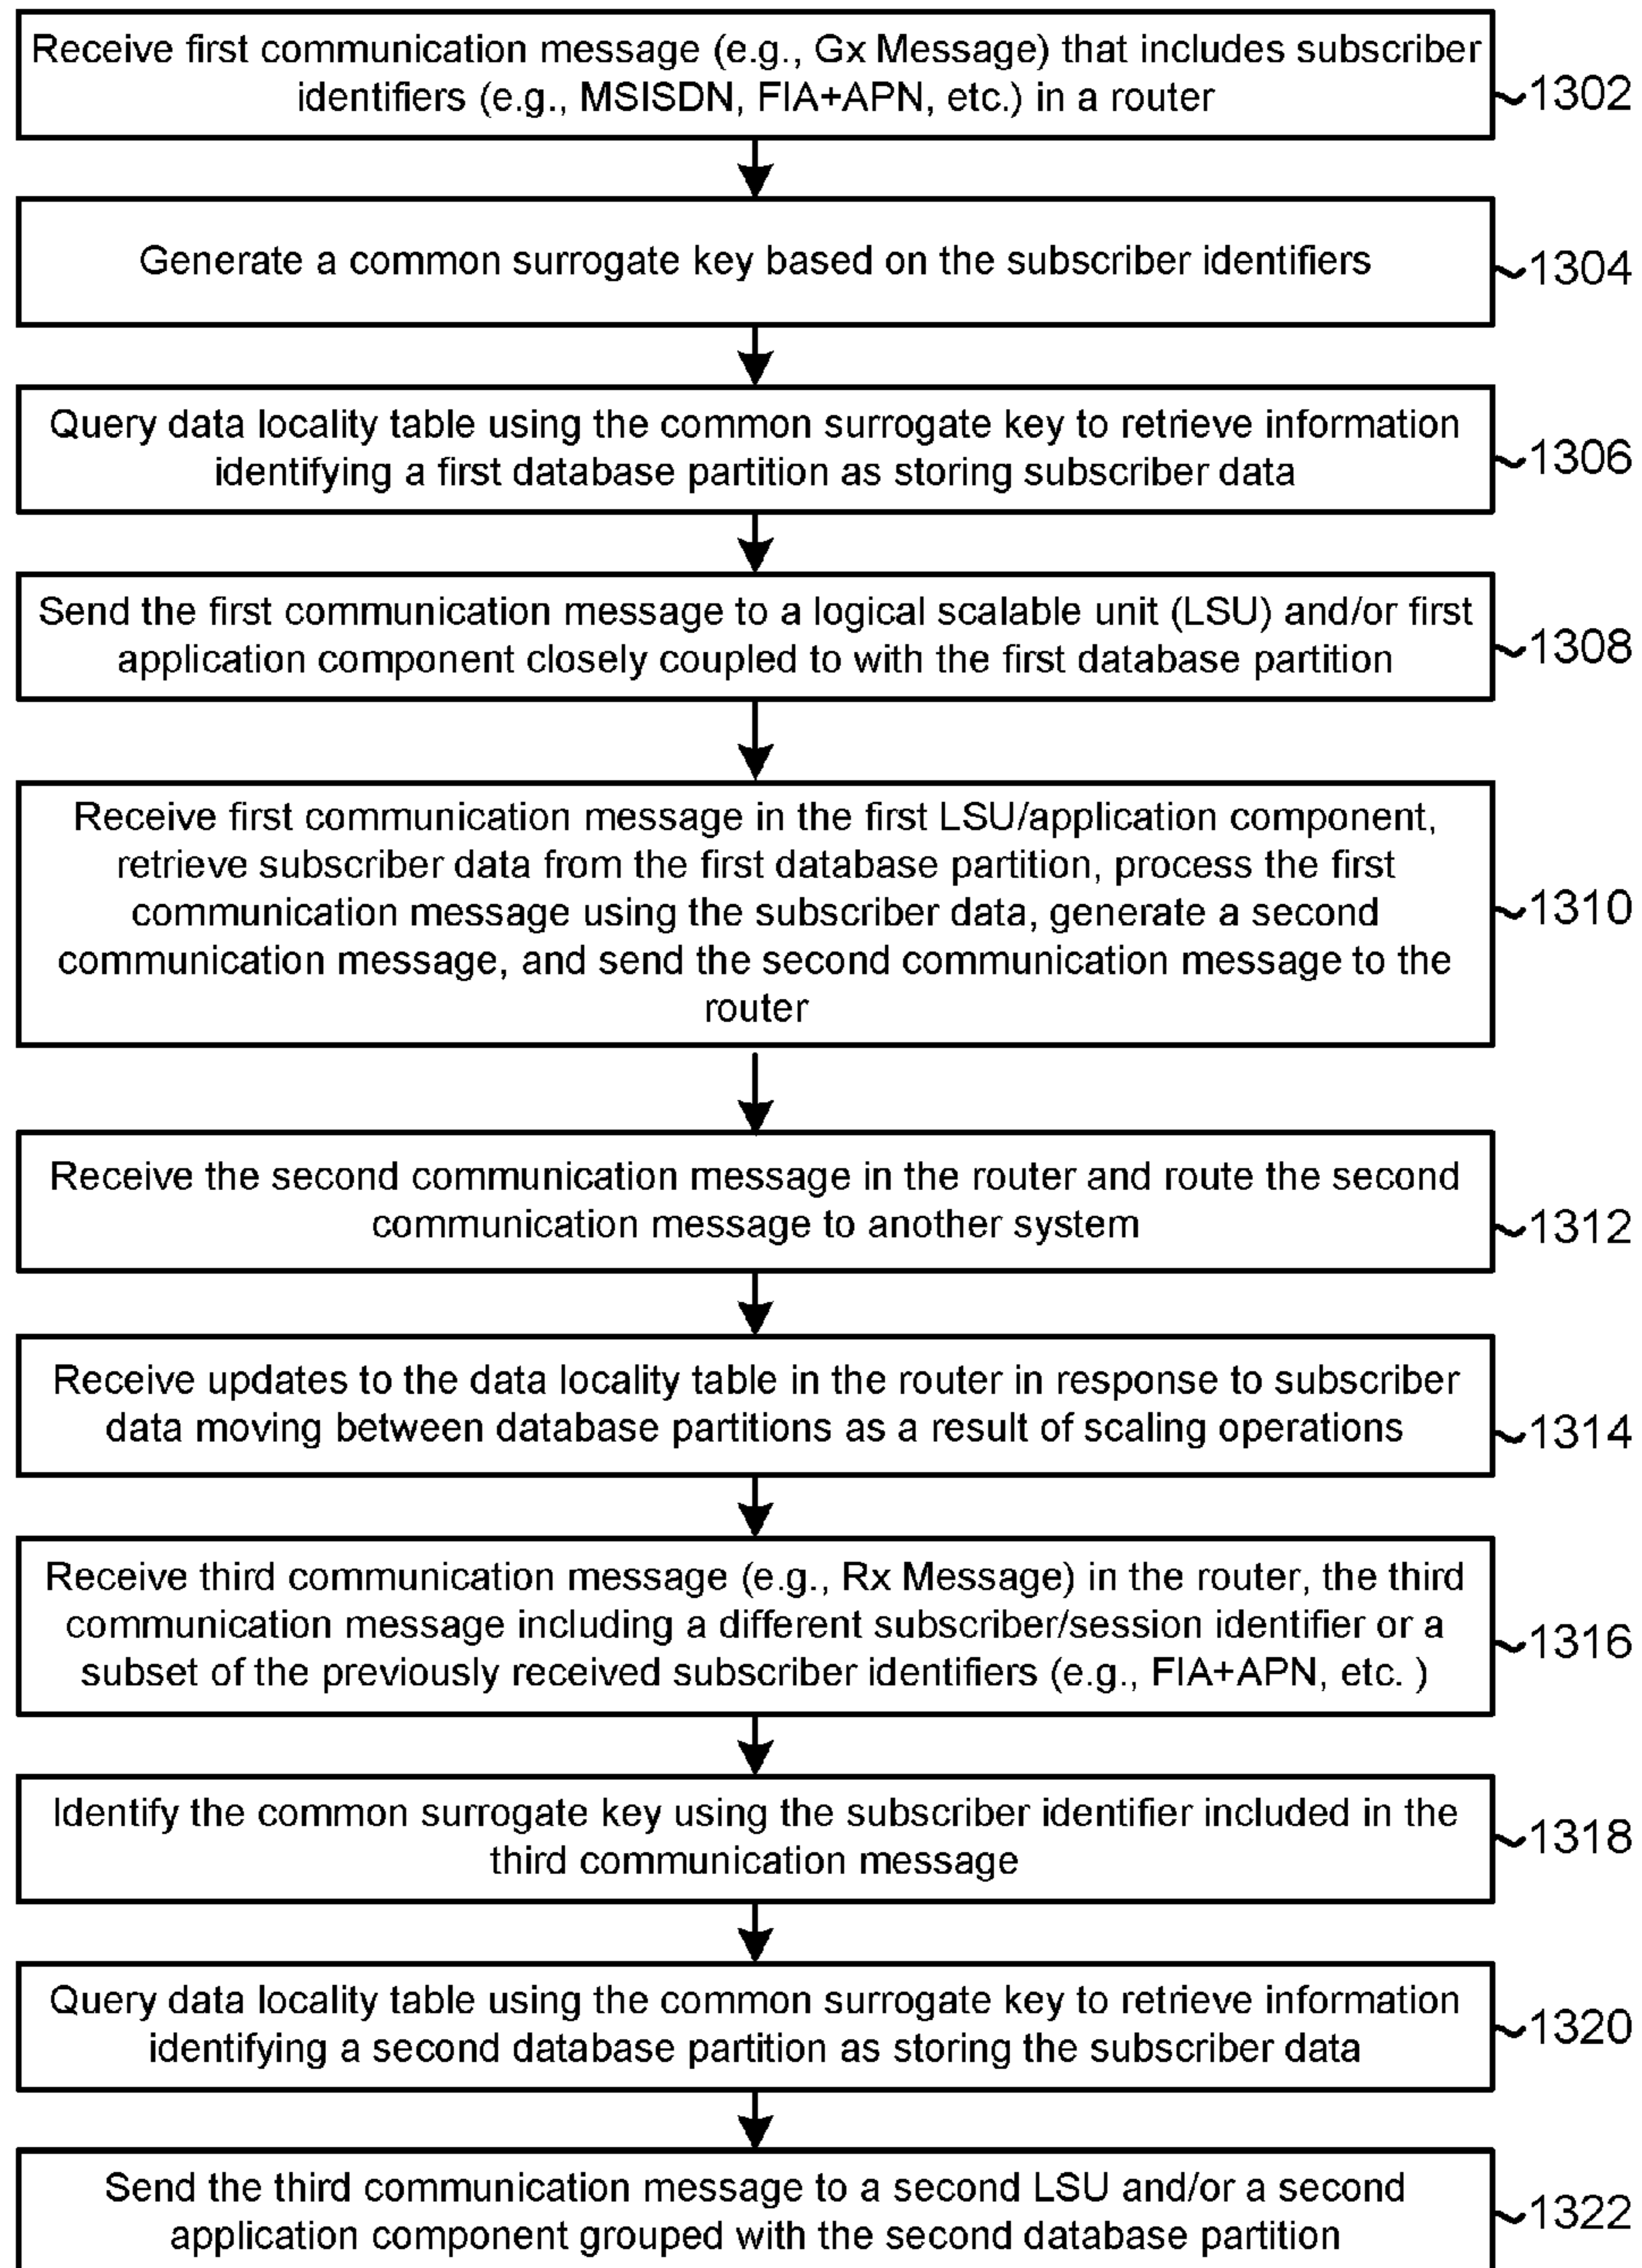 Receive first communication message (e.g., Gx Message) that includes subscriber
identifiers (e.g., MSISDN, FIA+APN, etc.) in a router
1302
Generate a common surrogate key based on the subscriber identifiers
1304
Query data locality table using the common surrogate key to retrieve information
identifying a first database partition as storing subscriber data
1306
Send the first communication message to a logical scalable unit (LSU) and/or first
application component closely coupled to with the first database partition
1308
Receive first communication message in the first LSU/application component,
retrieve subscriber data from the first database partition, process the first
communication message using the subscriber data, generate a second
communication message, and send the second communication message to the
router
1310
Receive the second communication message in the router and route the second
communication message to another system
1312
Receive updates to the data locality table in the router in response to subscriber
data moving between database partitions as a result of scaling operations
1314
Receive third communication message (e.g., Rx Message) in the router, the third
communication message including a different subscriber/session identifier or a
subset of the previously received subscriber identifiers (e.g., FIA+APN, etc. )
1316
Identify the common surrogate key using the subscriber identifier included in the
third communication message
1318
Query data locality table using the common surrogate key to retrieve information
identifying a second database partition as storing the subscriber data
1320
Send the third communication message to a second LSU and/or a second
application component grouped with the second database partition
1322